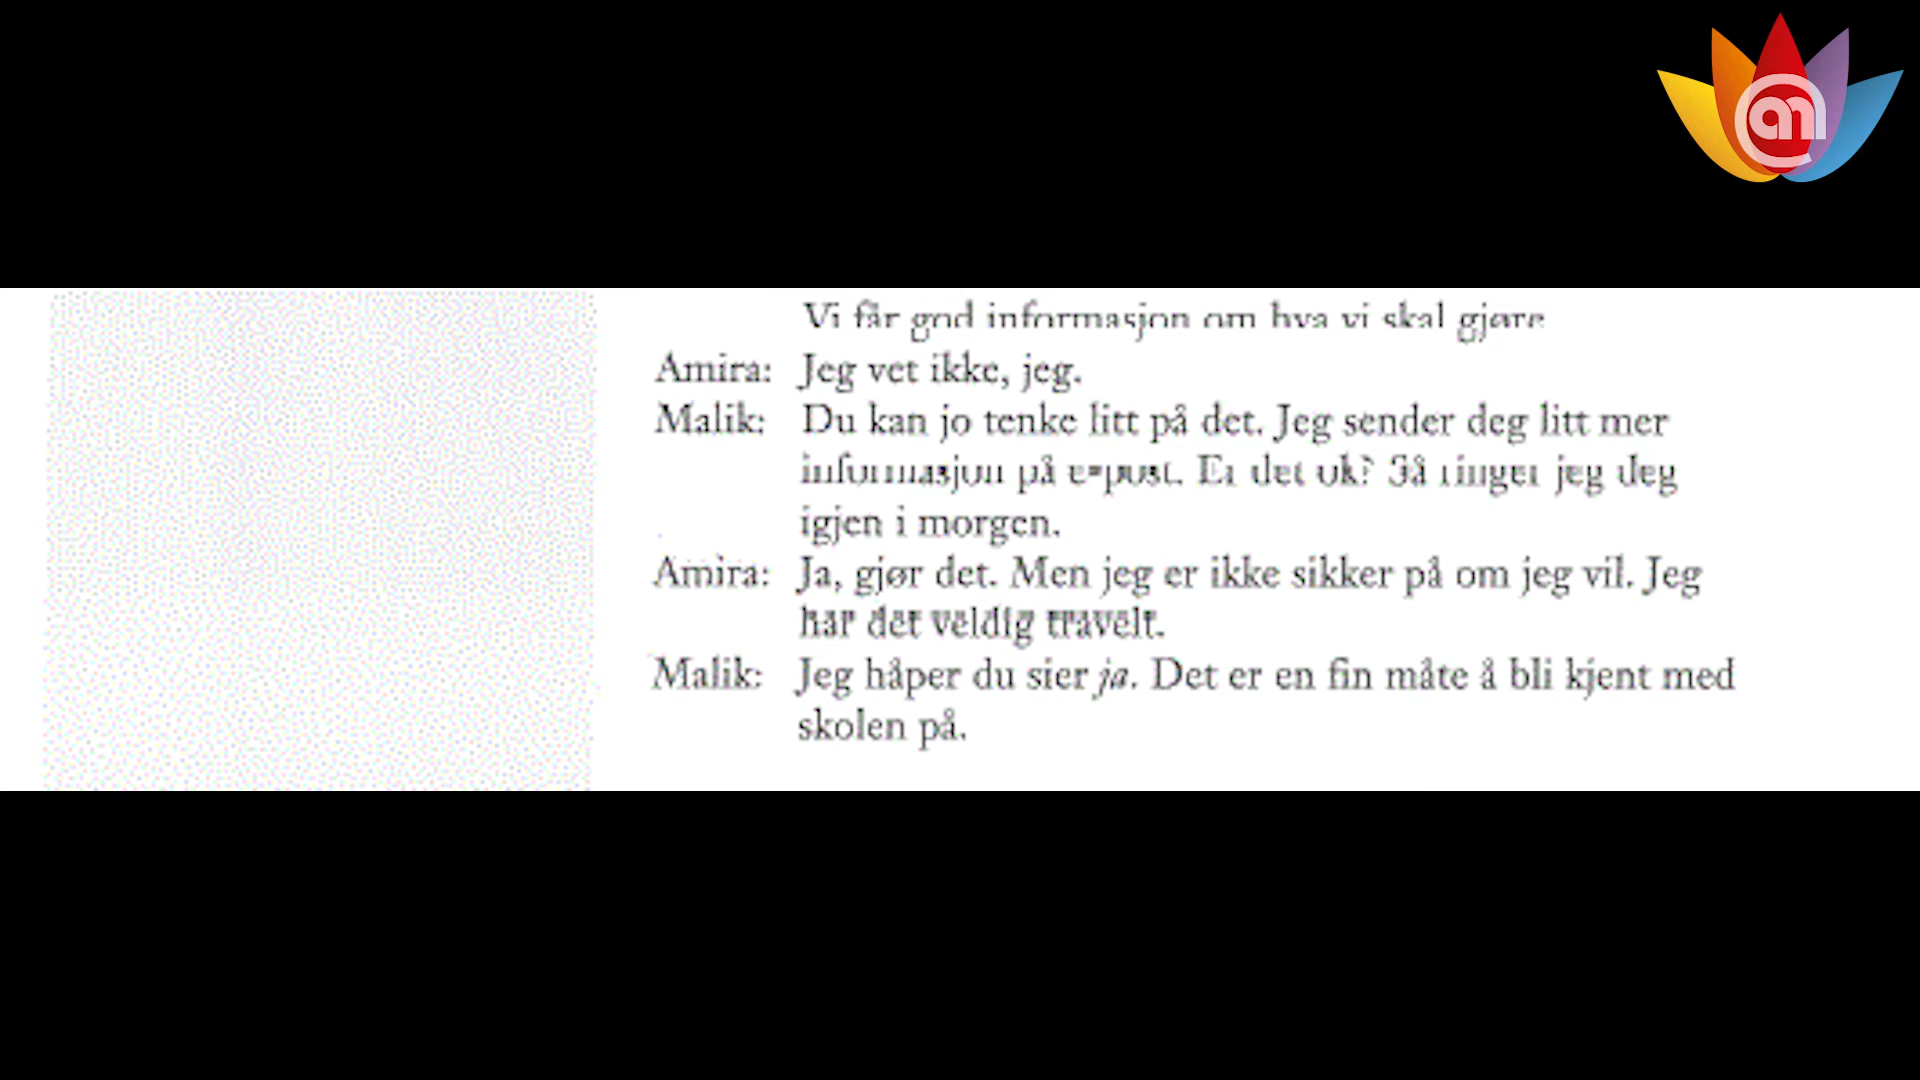 Vi får god informasjon om hva vi skal gjøre
Amira: Jeg vet ikke, jeg.
Malik: Du kan jo tenke litt på det. Jeg sender deg litt mer
informasjon på e-post. Er det ok? Så ringer jeg deg
igjen i morgen.
Amira: Ja, gjør det. Men jeg er ikke sikker på om jeg vil. Jeg
har det veldig travelt.
Malik: Jeg håper du sier ja. Det er en fin måte å bli kjent med
skolen på.